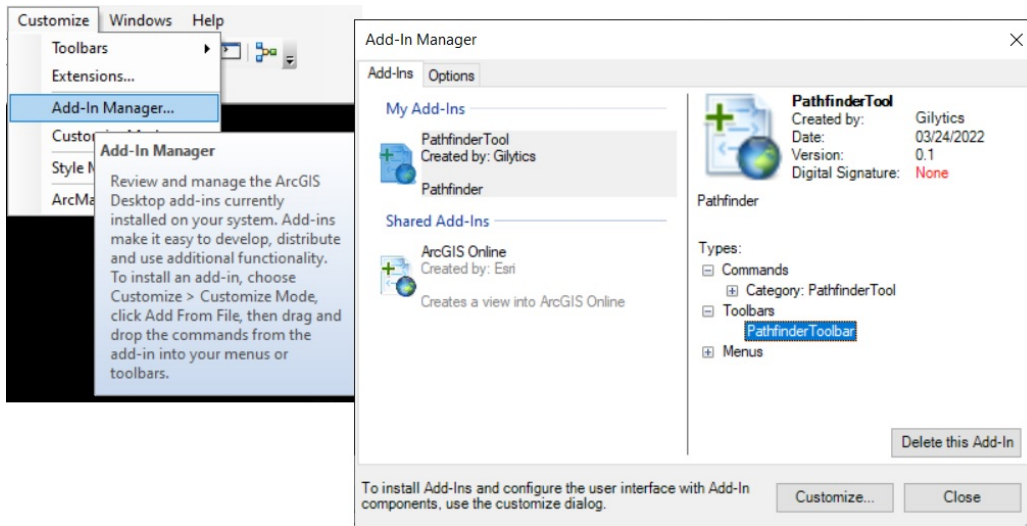 Customize Windows Help
Toolbars
Extensions...
Add-In Manager...
Style
ArcMa
Add-In Manager
Review and manage the ArcGIS
Desktop add-ins currently
installed on your system. Add-ins
make it easy to develop, distribute
and use additional functionality.
To install an add-in, choose
Customize > Customize Mode,
click Add From File, then drag and
drop the commands from the
add-in into your menus or
toolbars.
Add-In Manager
Add-Ins Options
My Add-Ins
PathfinderTool
Created by: Gilytics
Pathfinder
Shared Add-Ins
ArcGIS Online
Created by: Esri
Creates a view into ArcGIS Online
PathfinderTool
Created by: Gilytics
Date: 03/24/2022
Version: 0.1
Digital Signature: None
Pathfinder
Types:
Commands
Category: PathfinderTool
Toolbars
PathfinderToolbar
Menus
Delete this Add-In
To install Add-Ins and configure the user interface with Add-In
components, use the customize dialog.
Customize... Close